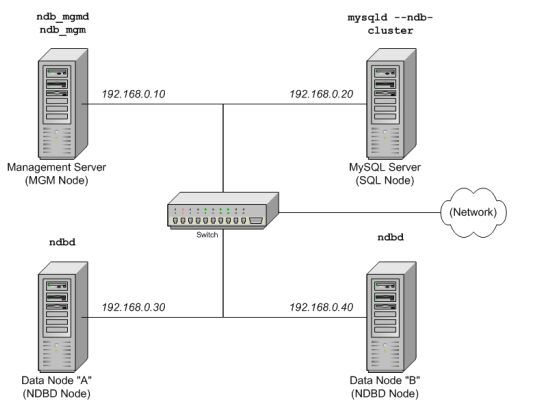 ndb_mgmd
ndb_mgm
mysqld --ndb-
cluster
192.168.0.10
192.168.0.20
Management Server
(MGM Node)
MySQL Server
(SQL Node)
(Network)
Switch
ndbd
ndbd
192.168.0.30
192.168.0.40
Data Node "A"
(NDBD Node)
Data Node "B"
(NDBD Node)